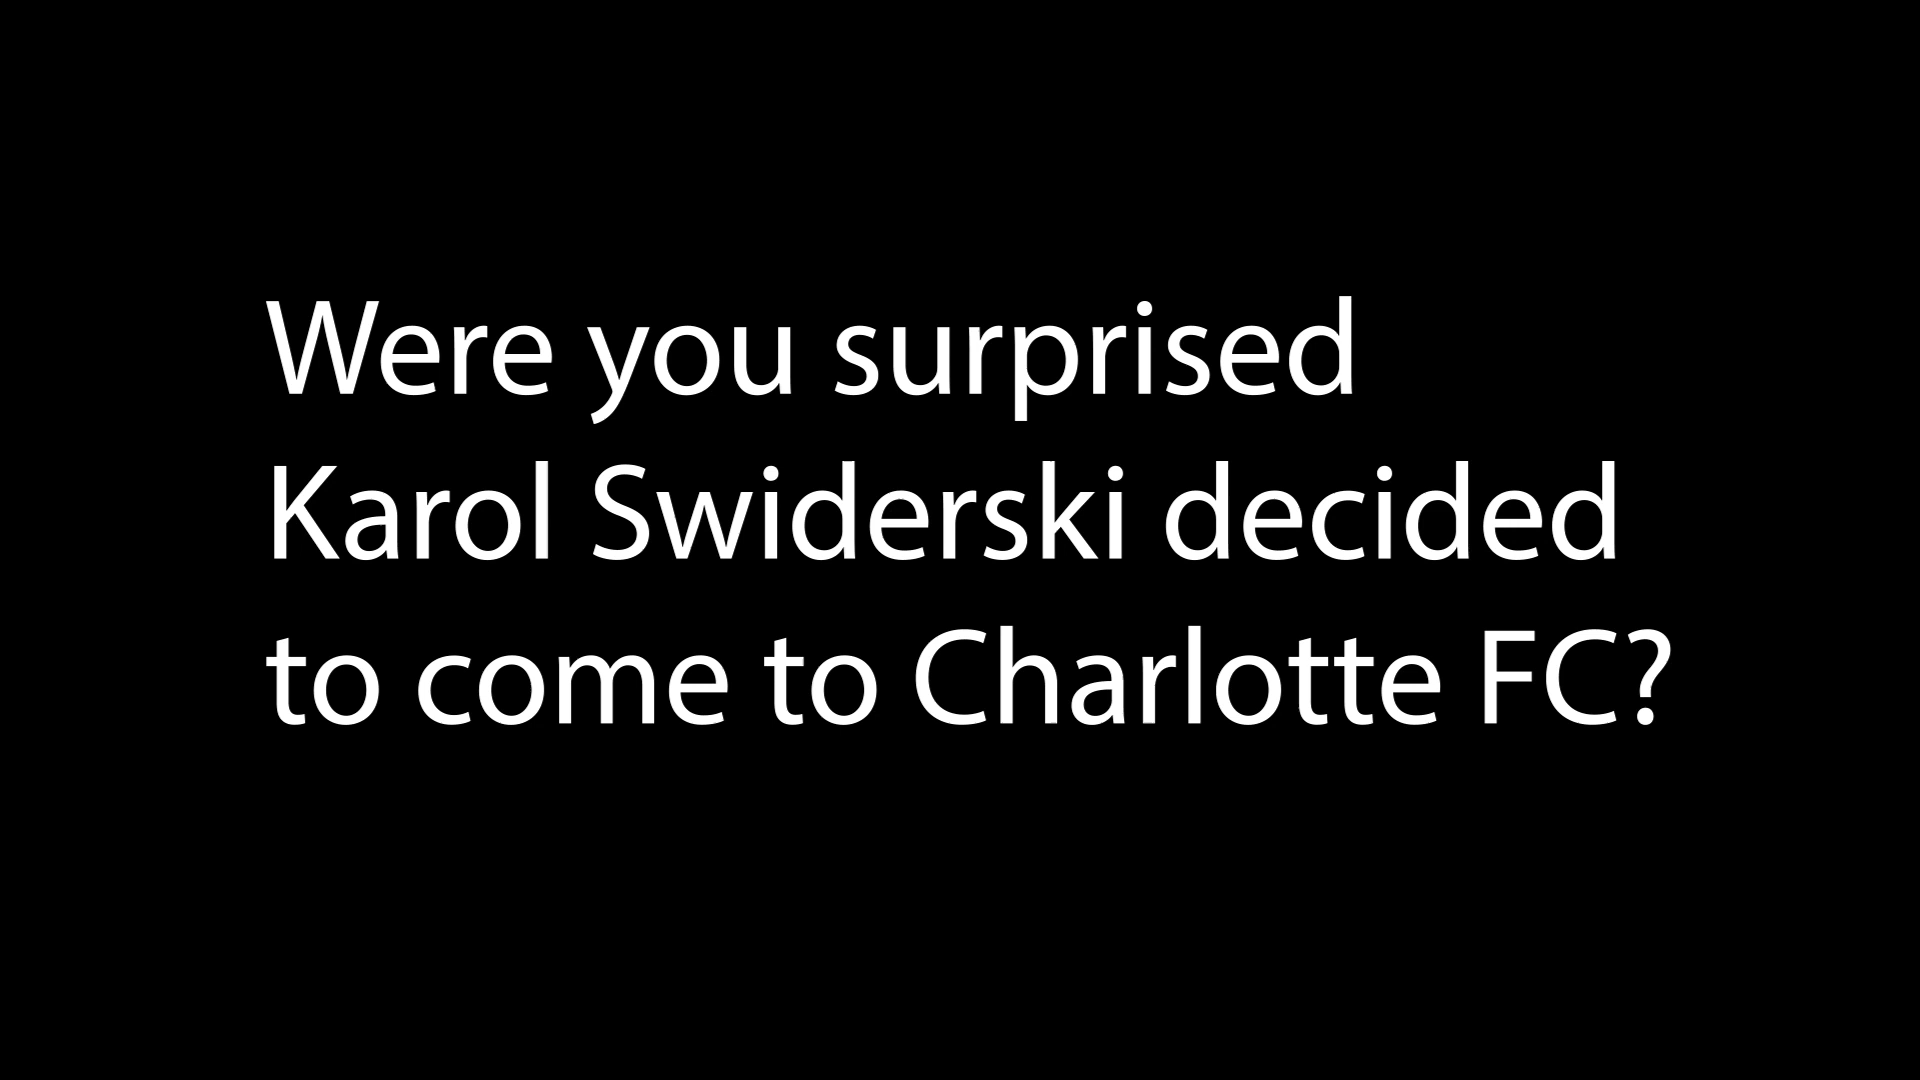 Were you surprised
Karol Swiderski decided
to come to Charlotte FC?